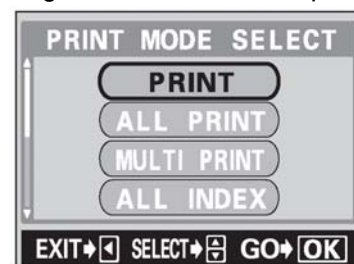 PRINT MODE SELECT
PRINT
ALL PRINT
MULTI PRINT
ALL INDEX
EXIT SELECT GO OK